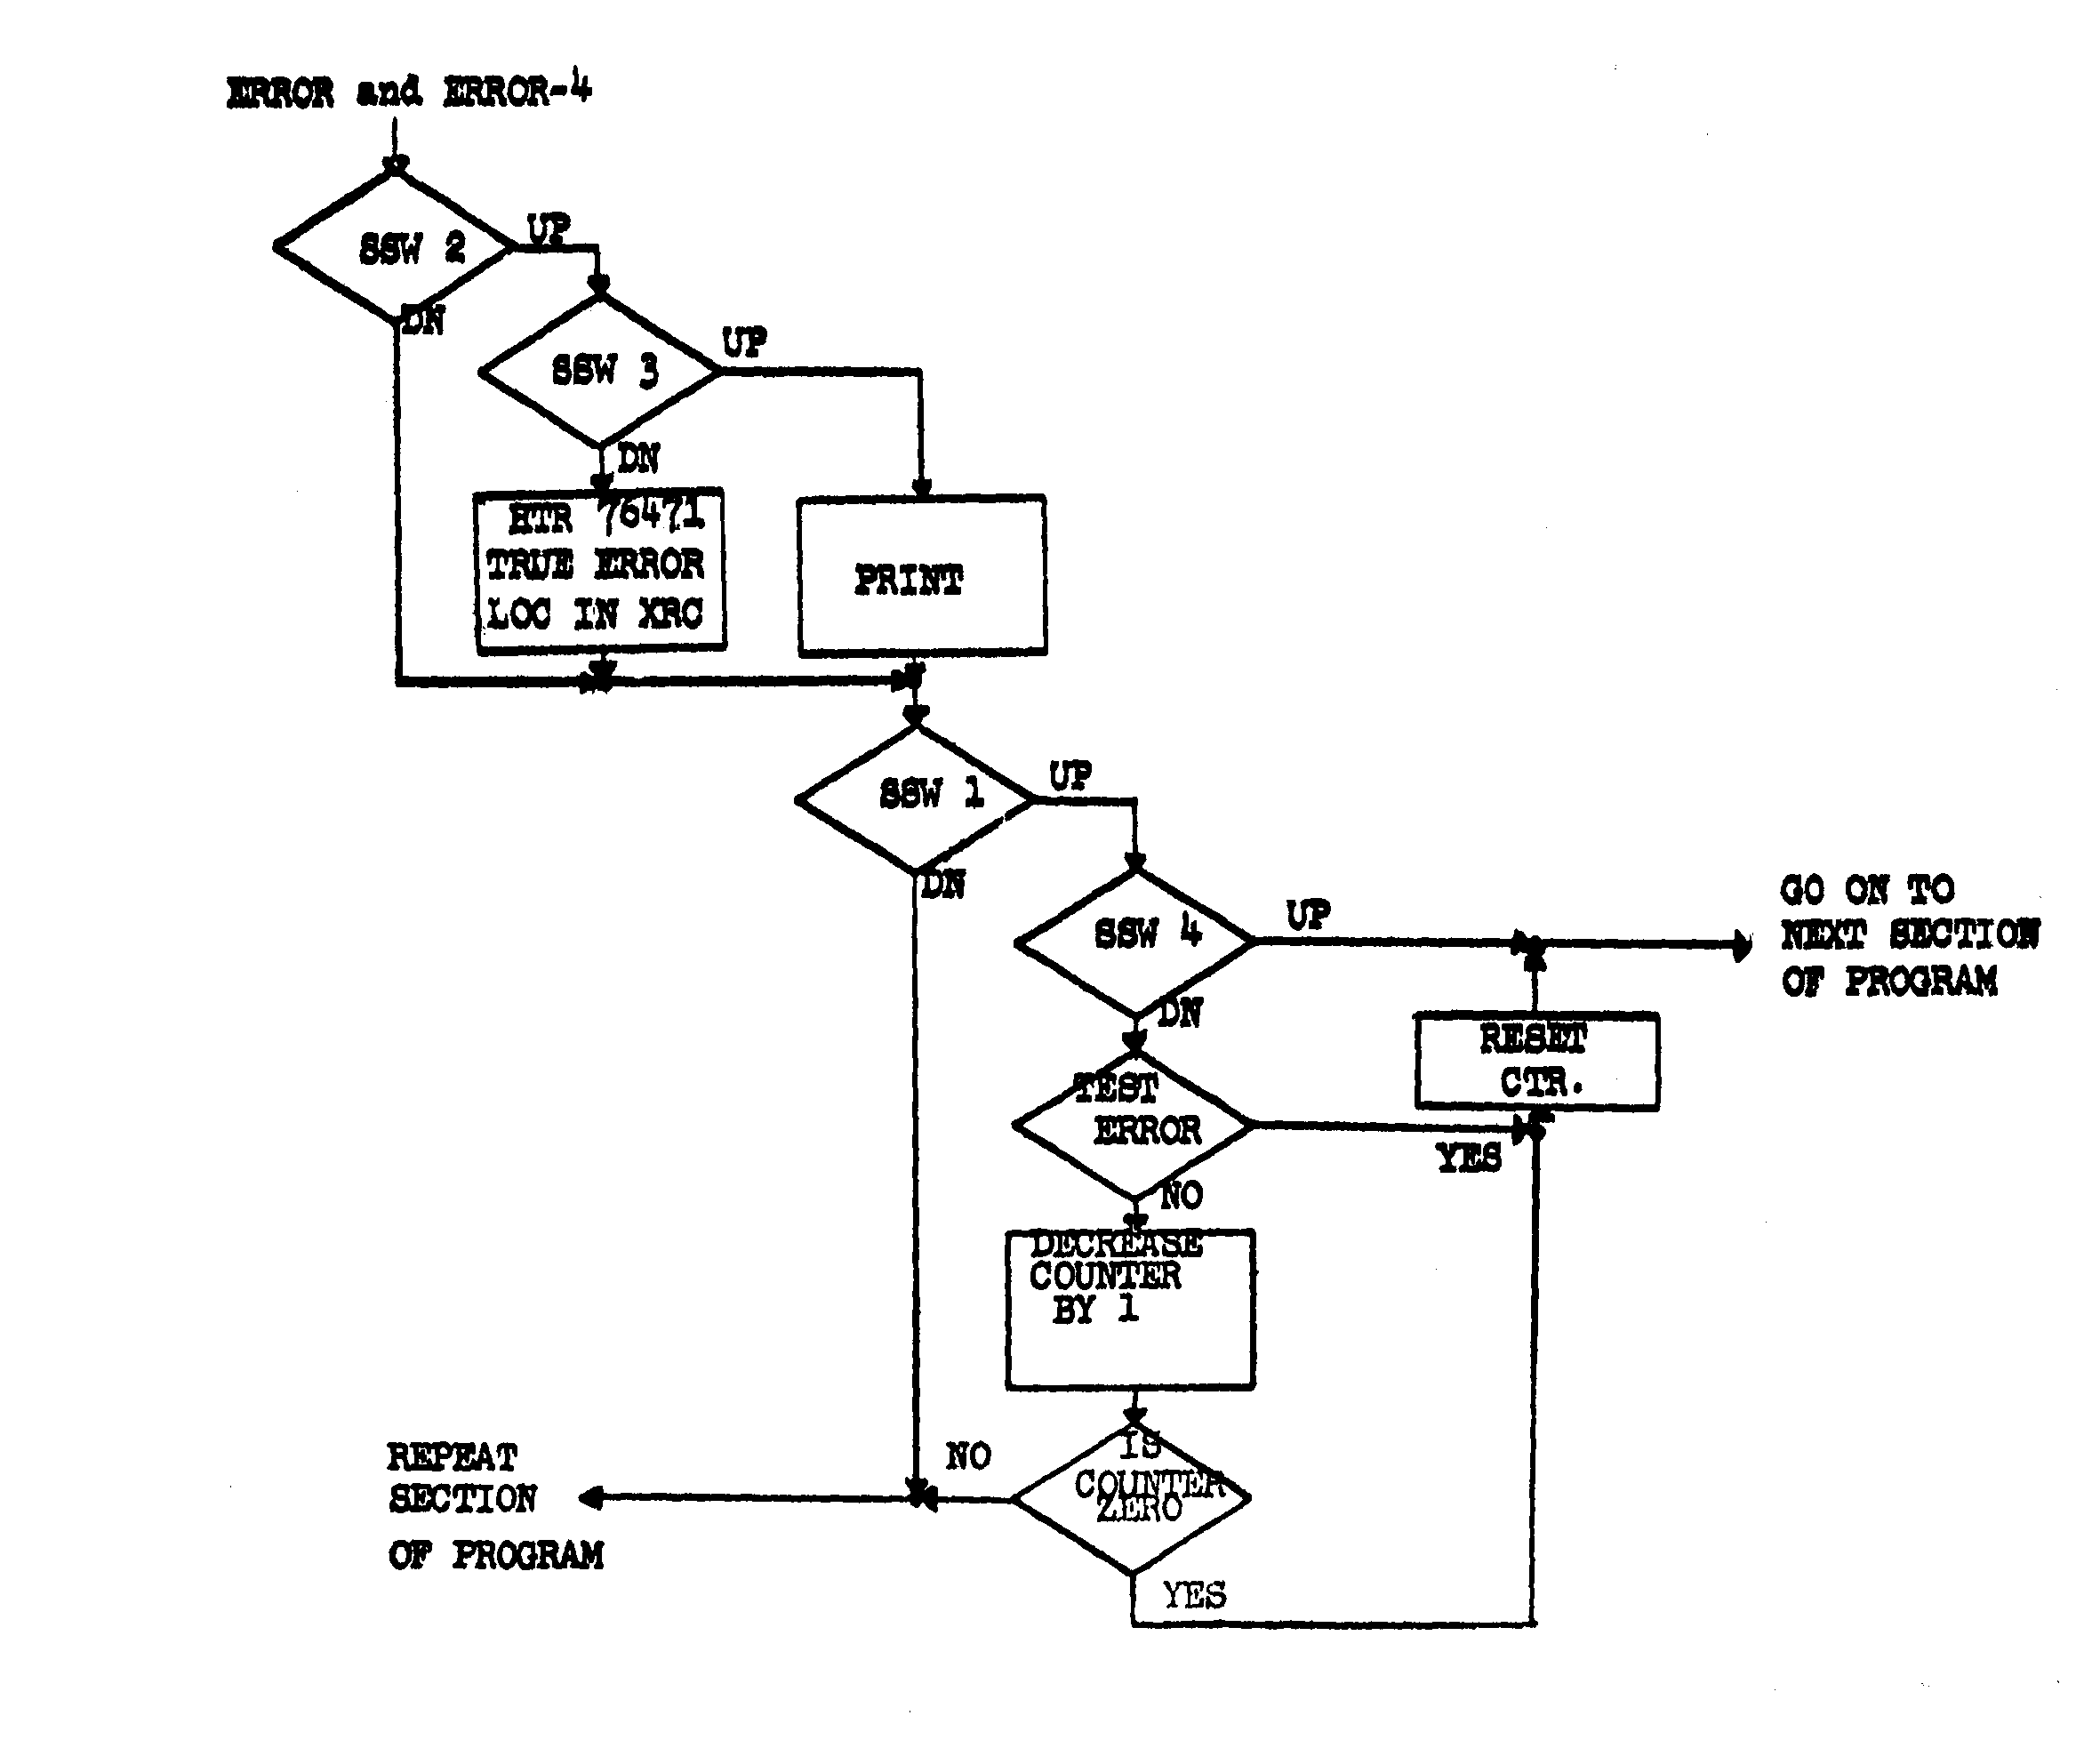 ERROR and ERROR-4
SSW 2
UP
DN
SSW 3
UP
DN
HTR 76471
TRUE ERROR
LOC IN XRC
PRINT
SSW 1
UP
DN
SSW 4
UP
DN
GO ON TO
NEXT SECTION
OF PROGRAM
RESET
CTR.
TEST
ERROR
YES
NO
DECREASE
COUNTER
BY 1
IS
COUNTER
ZERO
NO
YES
REPEAT
SECTION
OF PROGRAM